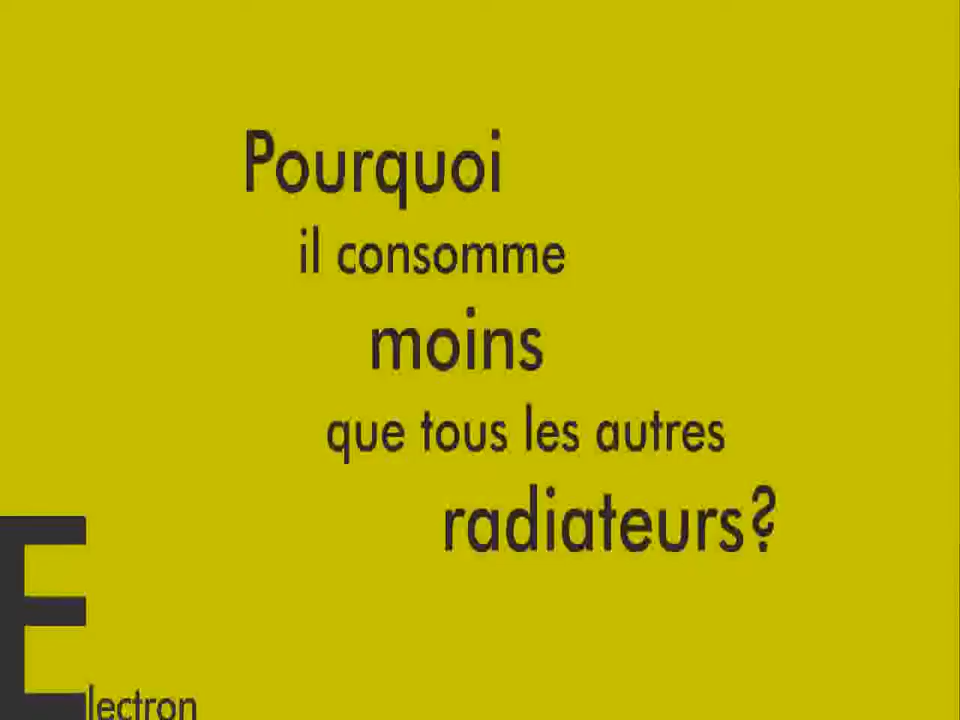 Pourquoi
il consomme
moins
que tous les autres
radiateurs?
Electron